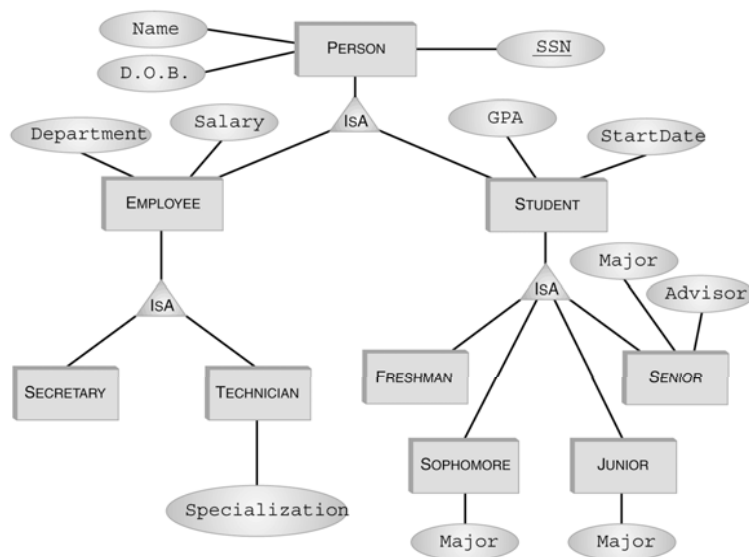 Name
PERSON
SSN
D.O.B.
ISA
Department
Salary
GPA
StartDate
EMPLOYEE
STUDENT
Major
Advisor
ISA
ISA
SECRETARY
TECHNICIAN
FRESHMAN
SENIOR
SOPHOMORE
JUNIOR
Specialization
Major
Major